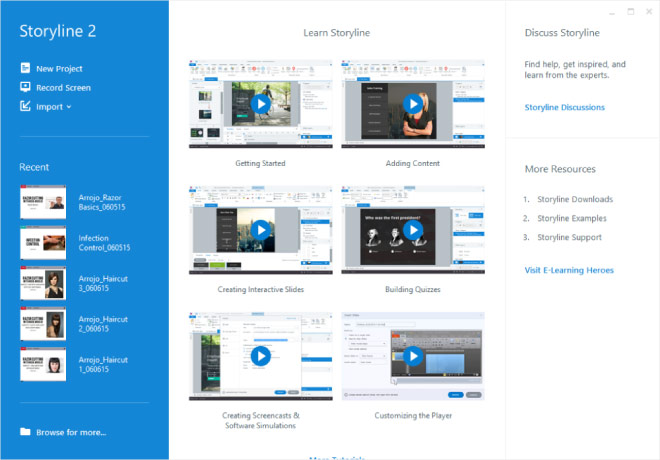 Storyline 2
New Project
Record Screen
Import
Recent
Arrojo_Razor
Basics_060515
Infection
Control_060515
Arrojo_Haircut
3_060615
Arrojo_Haircut
2_060615
Arrojo_Haircut
1_060615
Browse for more...
Learn Storyline
Getting Started
Adding Content
Creating Interactive Slides
Who was the first president?
Building Quizzes
Creating Screencasts &
Software Simulations
Customizing the Player
More Tutorials
Discuss Storyline
Find help, get inspired, and
learn from the experts.
Storyline Discussions
More Resources
1. Storyline Downloads
2. Storyline Examples
3. Storyline Support
Visit E-Learning Heroes